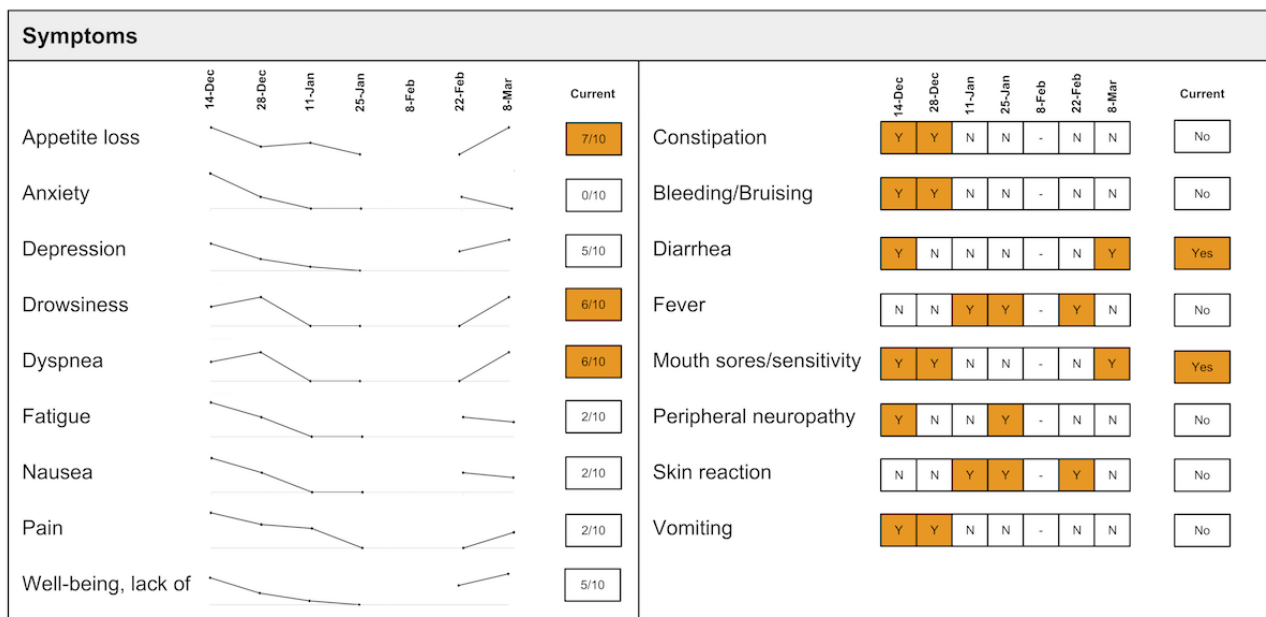 Symptoms
14-Dec 28-Dec 11-Jan 25-Jan 8-Feb 22-Feb 8-Mar Current
Appetite loss 7/10
Anxiety 0/10
Depression 5/10
Drowsiness 6/10
Dyspnea 6/10
Fatigue 2/10
Nausea 2/10
Pain 2/10
Well-being, lack of 5/10
14-Dec 28-Dec 11-Jan 25-Jan 8-Feb 22-Feb 8-Mar Current
Constipation Y Y N N - N N No
Bleeding/Bruising Y Y N N - N N No
Diarrhea Y N N N - N Y Yes
Fever N N Y Y - Y N No
Mouth sores/sensitivity Y Y N N - N Y Yes
Peripheral neuropathy Y N N Y - N N No
Skin reaction N N Y Y - Y N No
Vomiting Y Y N N - N N No